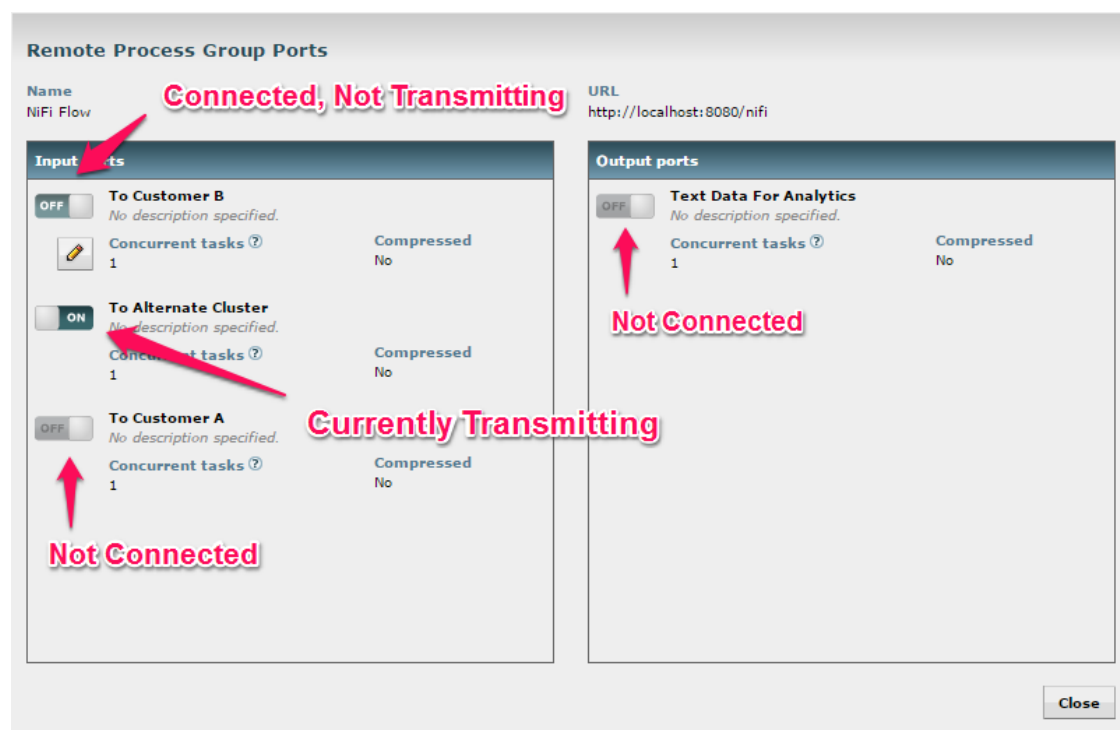 Remote Process Group Ports
Name
NiFi Flow
Connected, Not Transmitting
URL
http://localhost:8080/nifi
Input ports
OFF
To Customer B
No description specified.
Concurrent tasks ?
1
Compressed
No
ON
To Alternate Cluster
No description specified.
Concurrent tasks ?
1
Compressed
No
Currently Transmitting
OFF
To Customer A
No description specified.
Concurrent tasks ?
1
Compressed
No
Not Connected
Output ports
OFF
Text Data For Analytics
No description specified.
Concurrent tasks ?
1
Compressed
No
Not Connected
Close